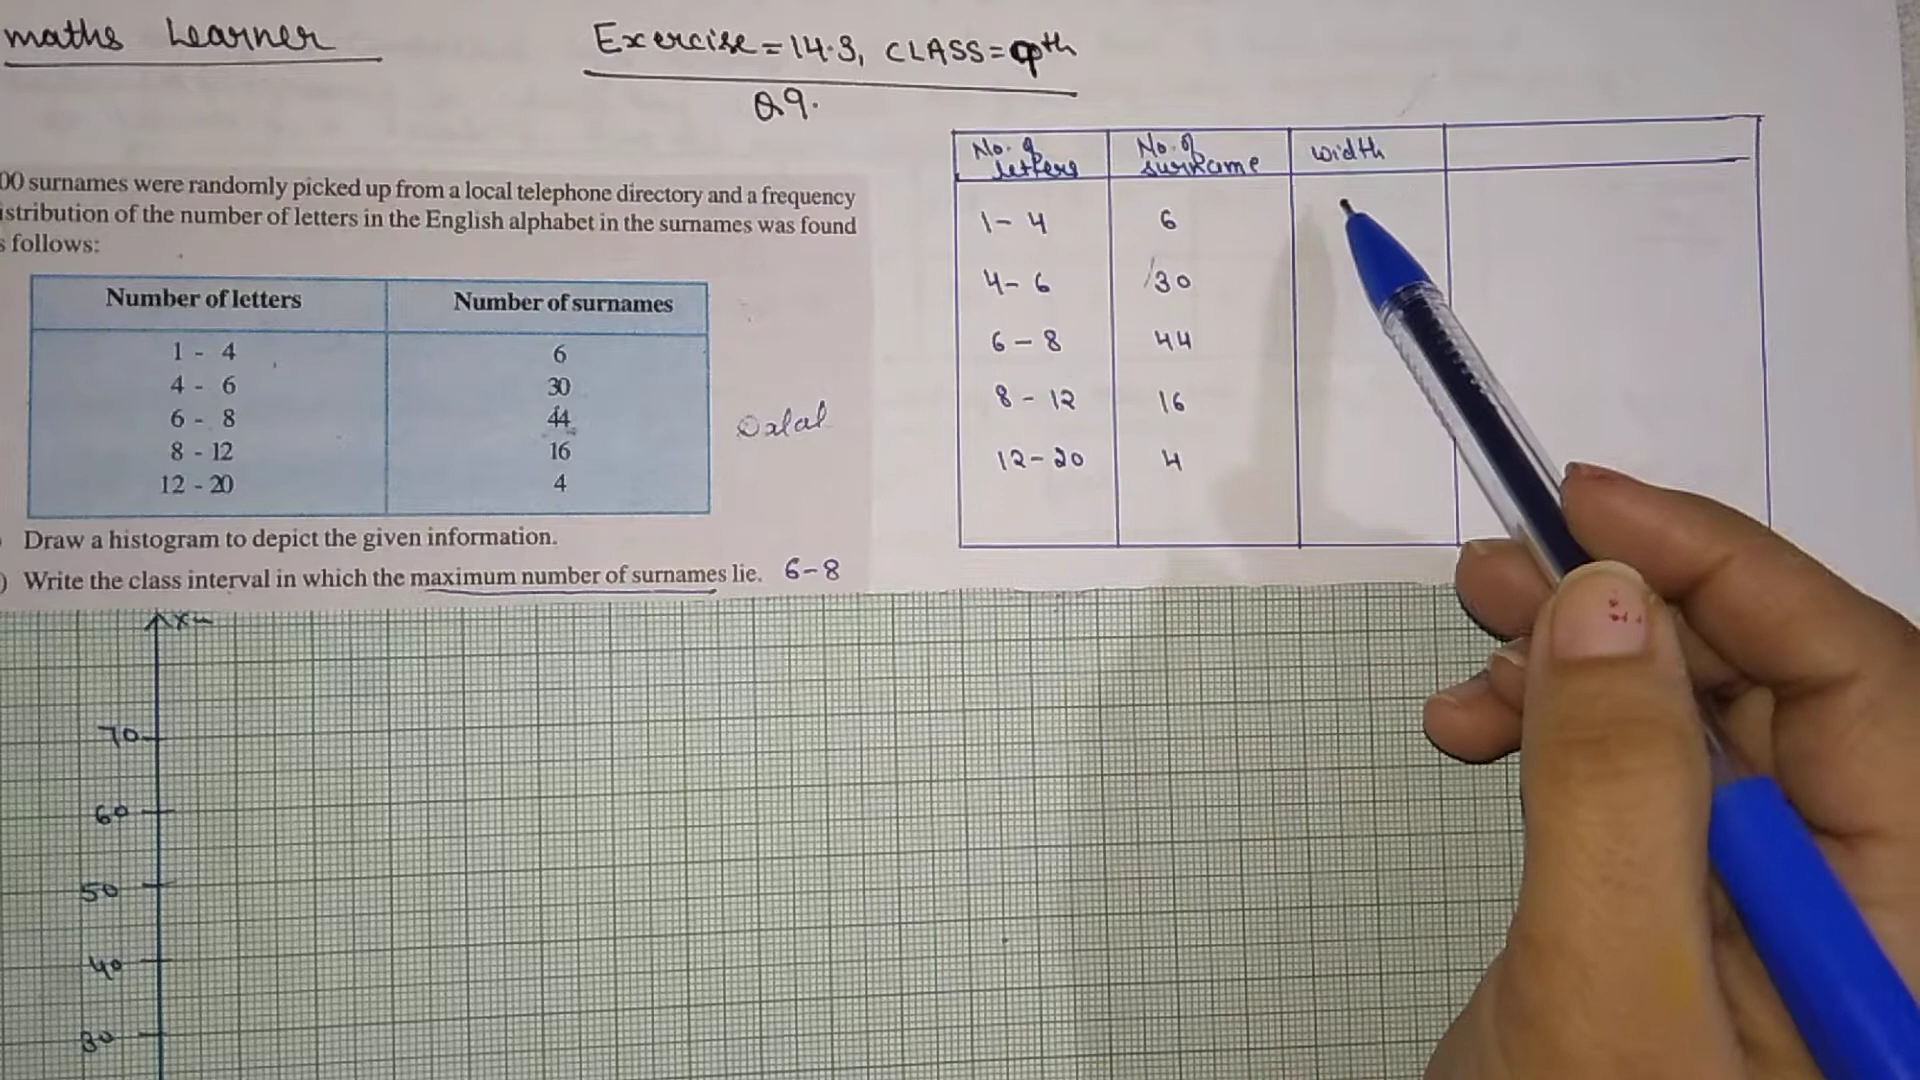 maths Learner
Exercise = 14.3, CLASS = 9th
Q9.
00 surnames were randomly picked up from a local telephone directory and a frequency
istribution of the number of letters in the English alphabet in the surnames was found
s follows:
Number of letters Number of surnames
1 - 4 6
4 - 6 30
6 - 8 44
8 - 12 16
12 - 20 4
Draw a histogram to depict the given information.
) Write the class interval in which the maximum number of surnames lie. 6-8
No. of letters No. of surname width
1 - 4 6
4 - 6 30
6 - 8 44
8 - 12 16
12 - 20 4
70
60
50
40
30